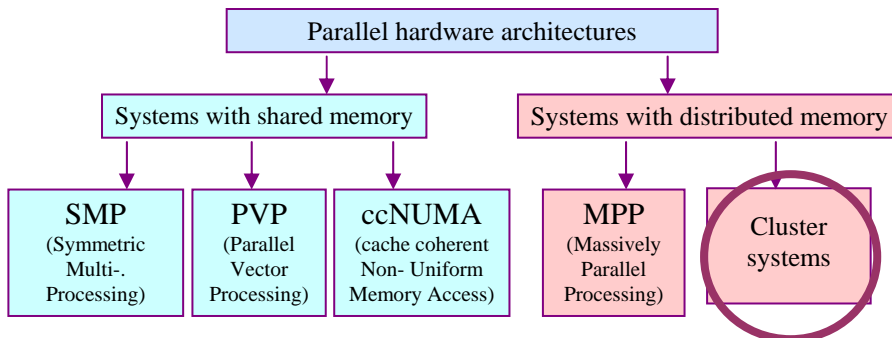 Parallel hardware architectures
Systems with shared memory
Systems with distributed memory
SMP
(Symmetric
Multi-.
Processing)
PVP
(Parallel
Vector
Processing)
ccNUMA
(cache coherent
Non- Uniform
Memory Access)
MPP
(Massively
Parallel
Processing)
Cluster
systems